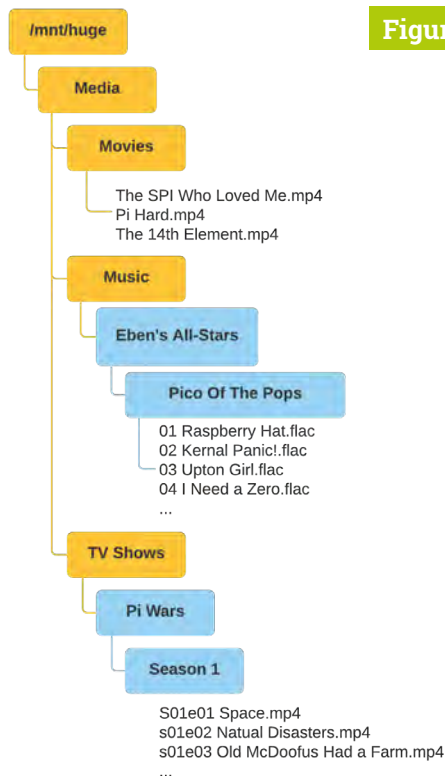 /mnt/huge
Figur
Media
Movies
The SPI Who Loved Me.mp4
Pi Hard.mp4
The 14th Element.mp4
Music
Eben's All-Stars
Pico Of The Pops
01 Raspberry Hat.flac
02 Kernal Panic!.flac
03 Upton Girl.flac
04 I Need a Zero.flac
...
TV Shows
Pi Wars
Season 1
S01e01 Space.mp4
s01e02 Natual Disasters.mp4
s01e03 Old McDoofus Had a Farm.mp4
...